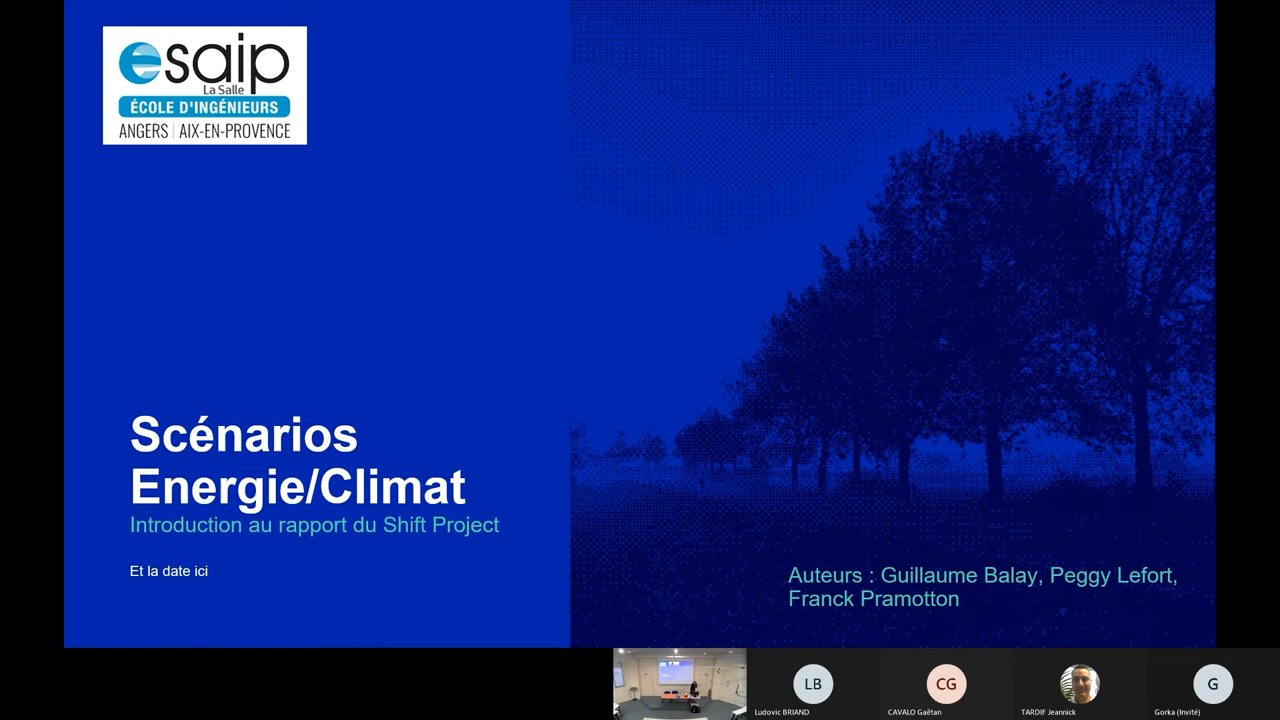 esaip
La Salle
ÉCOLE D'INGÉNIEURS
ANGERS | AIX-EN-PROVENCE
Scénarios
Energie/Climat
Introduction au rapport du Shift Project
Et la date ici
Auteurs : Guillaume Balay, Peggy Lefort,
Franck Pramotton
LB
CG
G
Ludovic BRIAND
CAVALO Gaëtan
TARDIF Jeannick
Gorka (Invité)